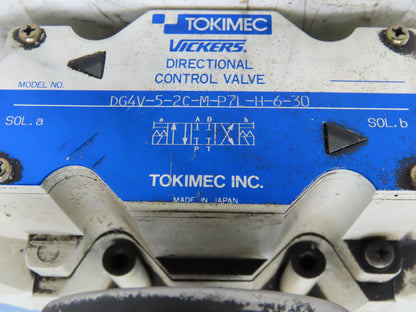 TOKIMEC
VICKERS.
DIRECTIONAL
CONTROL VALVE
MODEL NO.
DG4V-5-2C-M-P7L-H-6-30
SOL.a
SOL.b
a A B b
P T
TOKIMEC INC.
MADE IN JAPAN